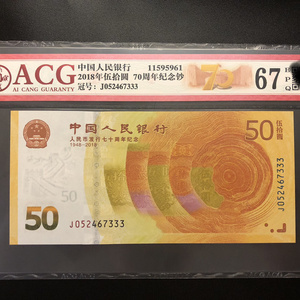 ACG
AI CANG GUARANTY
中国人民银行 11595961
2018年伍拾圆 70周年纪念钞
冠号: J052467333
70
67
E
P
Q
中国人民银行
人民币发行七十周年纪念
1948-2018
50
伍拾圆
50
50
J052467333
J052467333